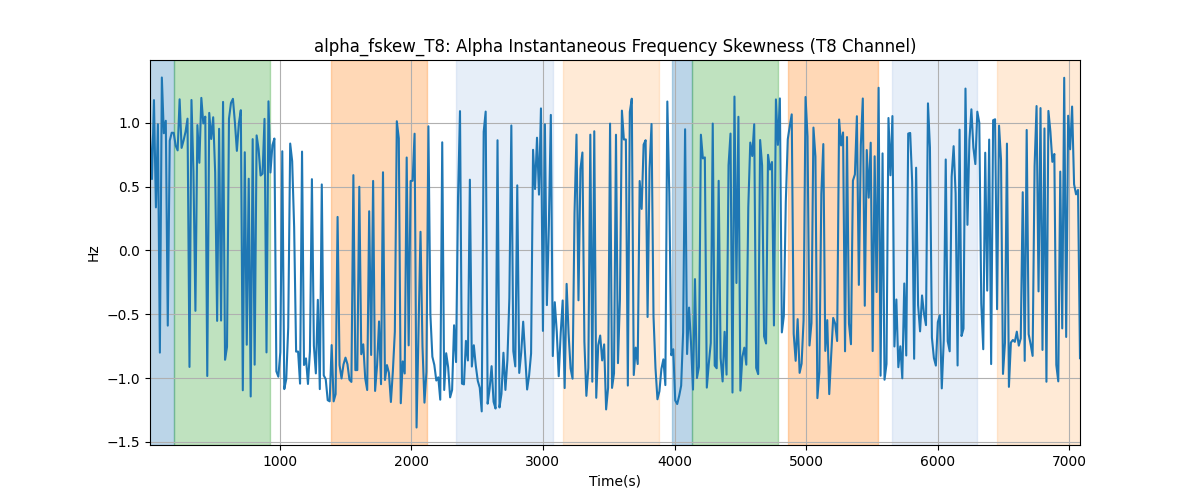 alpha_fskew_T8: Alpha Instantaneous Frequency Skewness (T8 Channel)
1.0
0.5
0.0
−0.5
−1.0
−1.5
Hz
1000 2000 3000 4000 5000 6000 7000
Time(s)